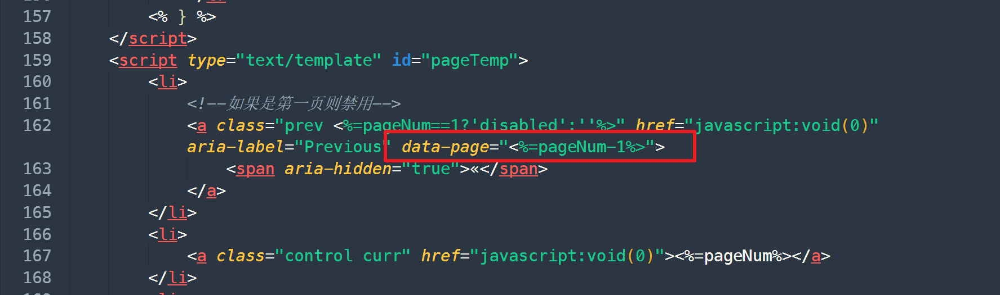 157 <% } %>
158 </script>
159 <script type="text/template" id="pageTemp">
160 <li>
161 <!--如果是第一页则禁用-->
162 <a class="prev <%=pageNum==1?'disabled':''%>" href="javascript:void(0)"
aria-label="Previous" data-page="<%=pageNum-1%>">
163 <span aria-hidden="true">«</span>
164 </a>
165 </li>
166 <li>
167 <a class="control curr" href="javascript:void(0)"><%=pageNum%></a>
168 </li>